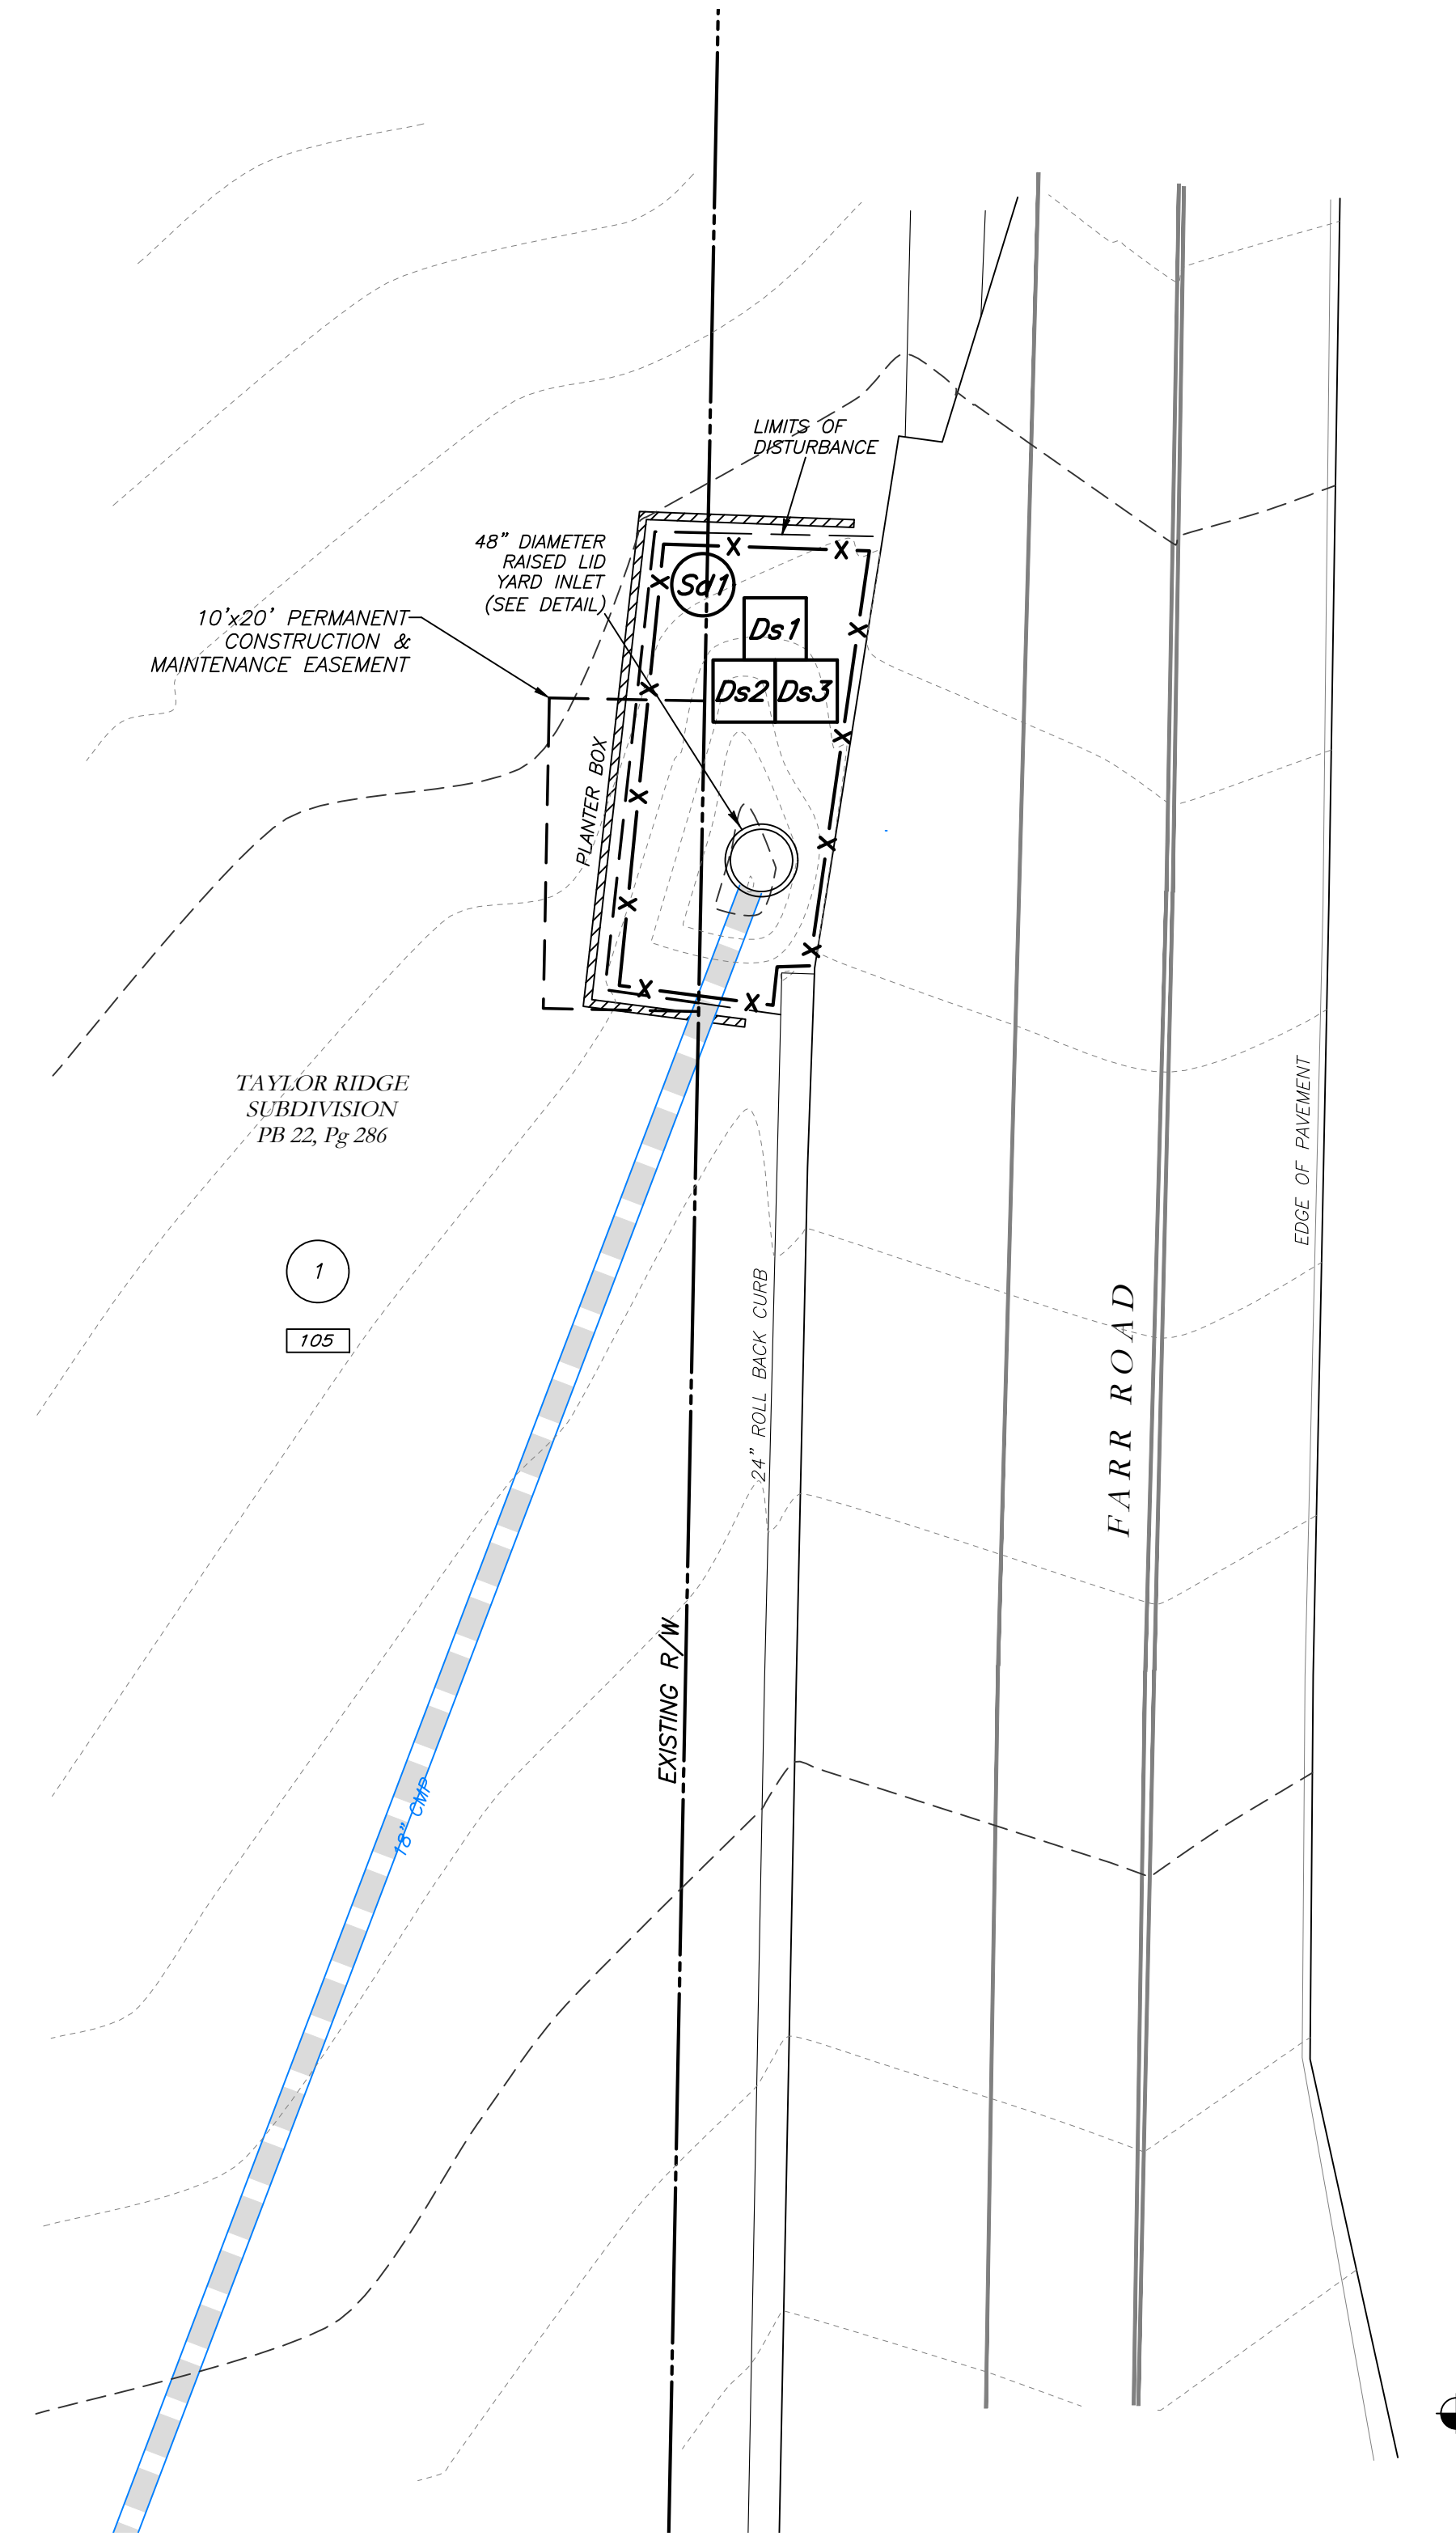 LIMITS OF
DISTURBANCE
48" DIAMETER
RAISED LID
YARD INLET
(SEE DETAIL)
10'x20' PERMANENT
CONSTRUCTION &
MAINTENANCE EASEMENT
Sd1
Ds1
Ds2
Ds3
PLANTER BOX
TAYLOR RIDGE
SUBDIVISION
PB 22, Pg 286
1
105
24" ROLL BACK CURB
EXISTING R/W
18" CMP
FARR ROAD
EDGE OF PAVEMENT